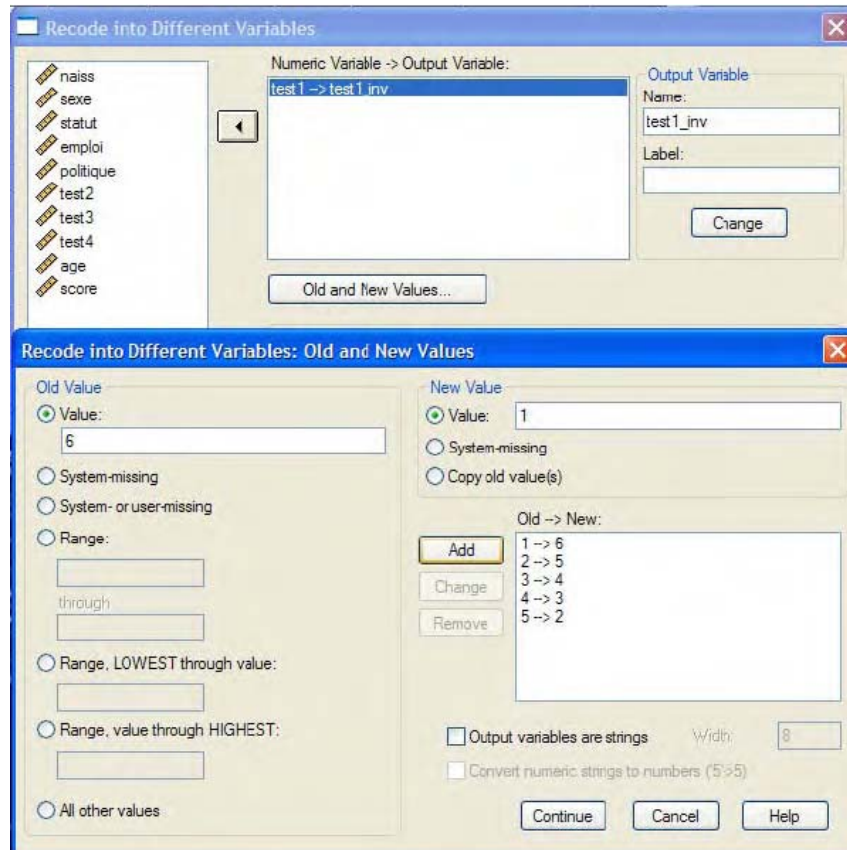 Recode into Different Variables
naiss
sexe
statut
emploi
politique
test2
test3
test4
age
score
Numeric Variable -> Output Variable:
test1 --> test1_inv
Output Variable
Name:
test1_inv
Label:
Change
Old and New Values...
Recode into Different Variables: Old and New Values
Old Value
Value:
6
System-missing
System- or user-missing
Range:
through
Range, LOWEST through value:
Range, value through HIGHEST:
All other values
New Value
Value: 1
System-missing
Copy old value(s)
Old --> New:
Add
Change
Remove
1 --> 6
2 --> 5
3 --> 4
4 --> 3
5 --> 2
Output variables are strings Width: 8
Convert numeric strings to numbers ('5'->5)
Continue Cancel Help